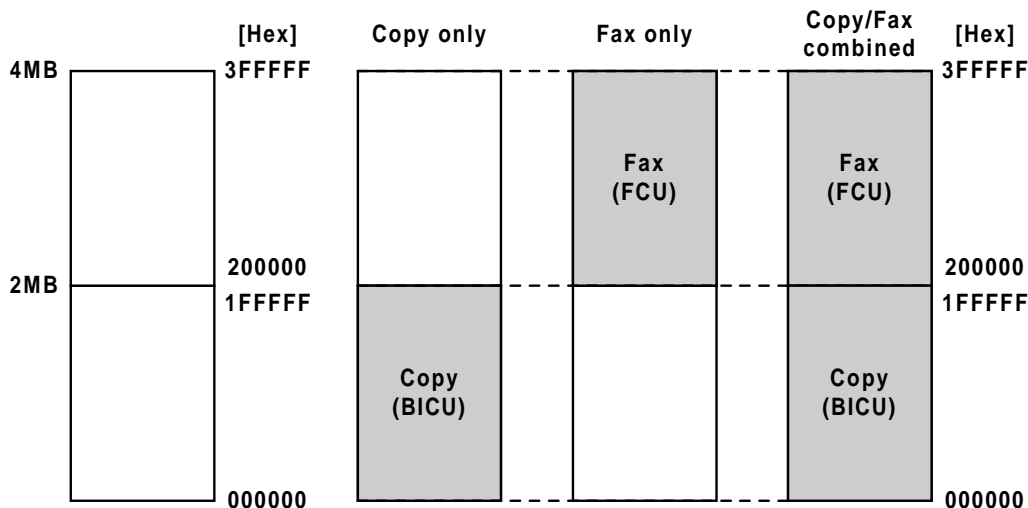 [Hex]
Copy only
Fax only
Copy/Fax
combined
[Hex]
4MB
3FFFFF
3FFFFF
Fax
(FCU)
Fax
(FCU)
200000
200000
2MB
1FFFFF
1FFFFF
Copy
(BICU)
Copy
(BICU)
000000
000000